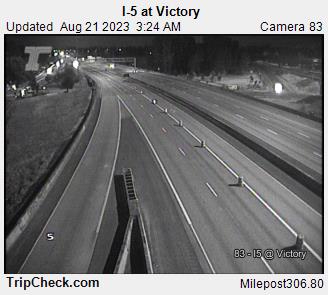 I-5 at Victory
Updated Aug 21 2023 3:24 AM Camera 83
T
S
83 - I5 @ Victory
TripCheck.com Milepost306.80